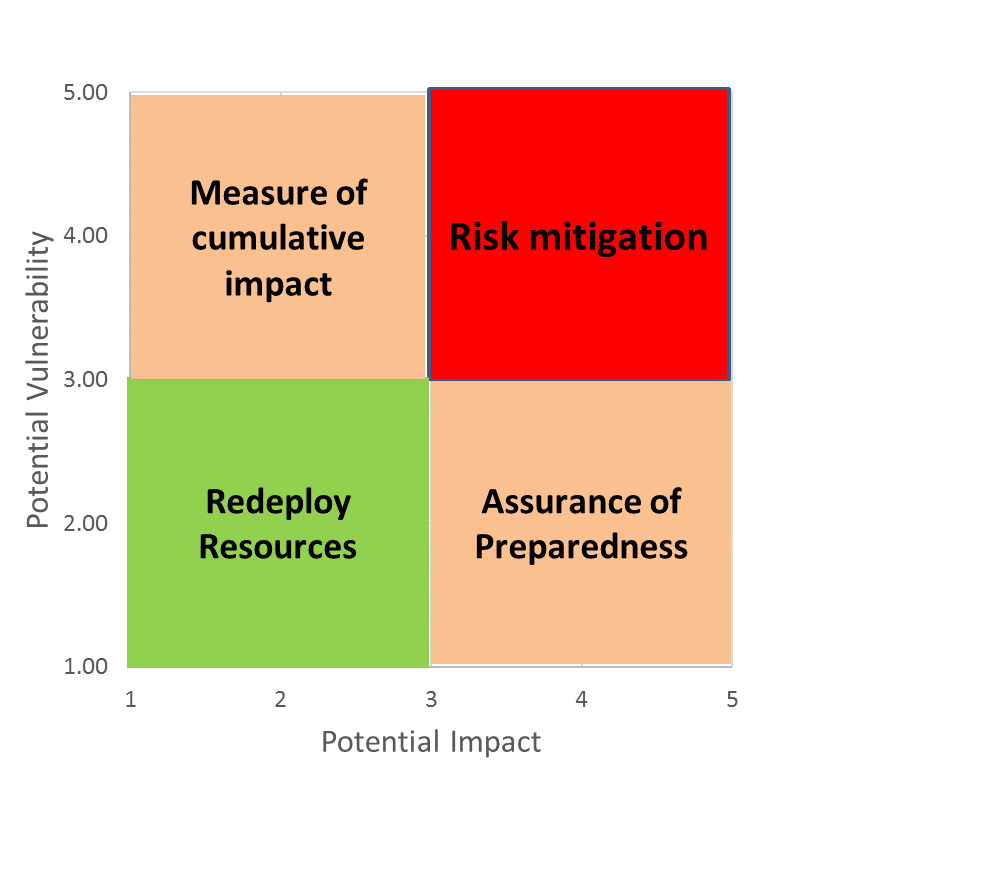 5.00
4.00
3.00
2.00
1.00
Potential Vulnerability
Measure of
cumulative
impact
Risk mitigation
Redeploy
Resources
Assurance of
Preparedness
1 2 3 4 5
Potential Impact